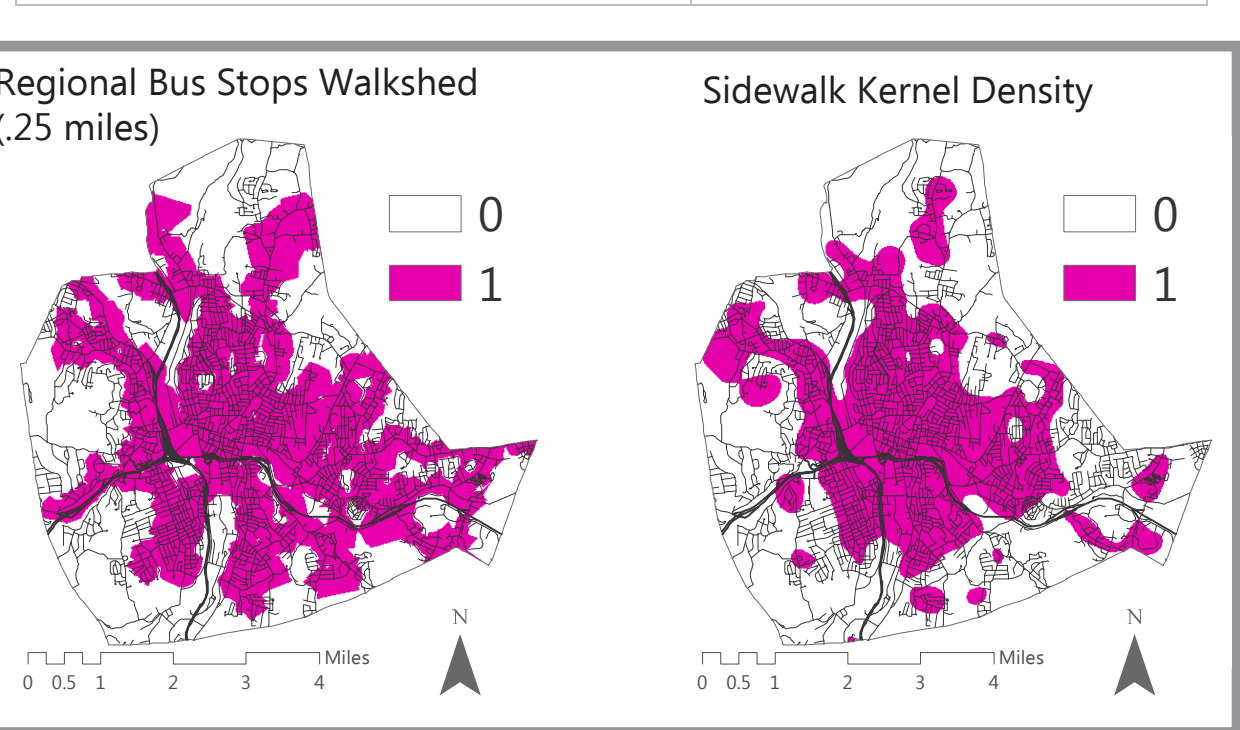 Regional Bus Stops Walkshed
(.25 miles)
0
1
N
Miles
0 0.5 1 2 3 4
Sidewalk Kernel Density
0
1
N
Miles
0 0.5 1 2 3 4